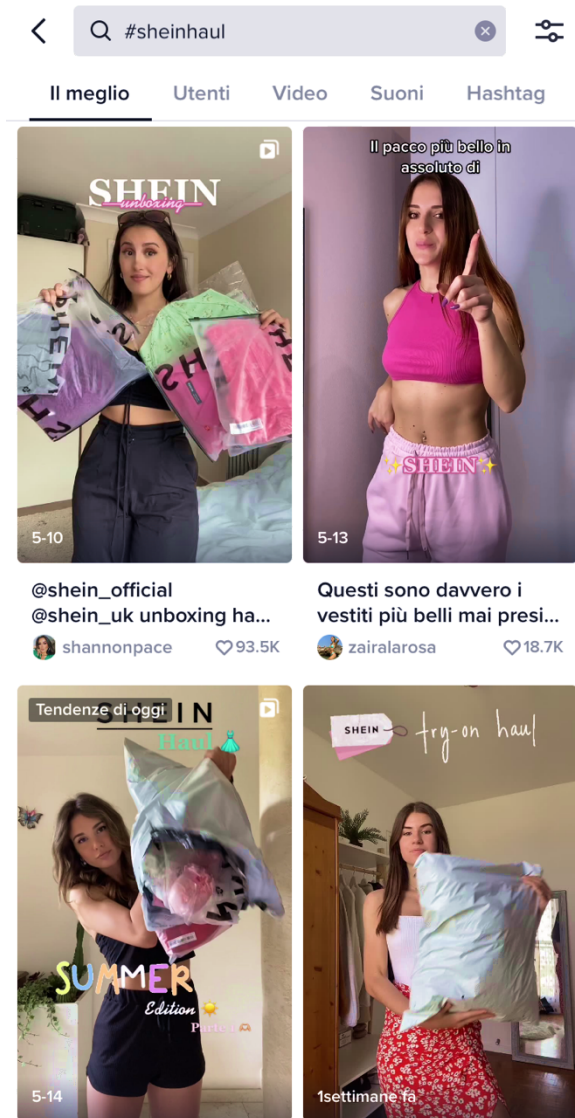 #sheinhaul
Il meglio Utenti Video Suoni Hashtag
SHEIN
unboxing
5-10
@shein_official
@shein_uk unboxing ha...
shannonpace 93.5K
Il pacco più bello in
assoluto di
SHEIN
5-13
Questi sono davvero i
vestiti più belli mai presi...
zairalarosa 18.7K
Tendenze di oggi
SHEIN
Haul
SUMMER
Edition
5-14
SHEIN try-on haul
1settimane fa